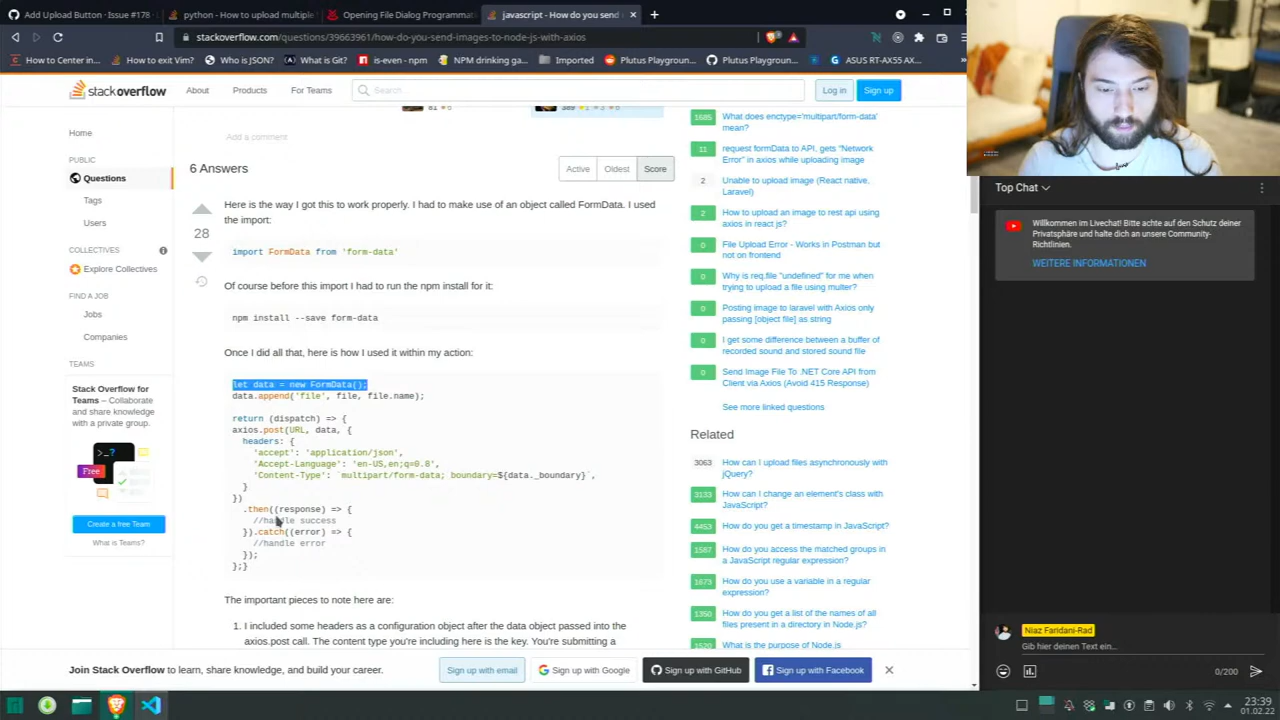 Add Upload Button · Issue #178
python - How to upload multiple
Opening File Dialog Programmat
javascript - How do you send
stackoverflow.com/questions/39663961/how-do-you-send-images-to-node-js-with-axios
How to Center in...
How to exit Vim?
Who is JSON?
What is Git?
is-even - npm
NPM drinking ga...
Imported
Plutus Playgroun...
Plutus Playgroun...
ASUS RT-AX55 AX...
stackoverflow
About
Products
For Teams
Search
Log in
Sign up
Home
PUBLIC
Questions
Tags
Users
COLLECTIVES
Explore Collectives
FIND A JOB
Jobs
Companies
TEAMS
Stack Overflow for
Teams – Collaborate
and share knowledge
with a private group.
>_?
Free
Create a free Team
What is Teams?
Add a comment
6 Answers
Active
Oldest
Score
28
Here is the way I got this to work properly. I had to make use of an object called FormData. I used
the import:
import FormData from 'form-data'
Of course before this import I had to run the npm install for it:
npm install --save form-data
Once I did all that, here is how I used it within my action:
let data = new FormData();
data.append('file', file, file.name);
return (dispatch) => {
axios.post(URL, data, {
headers: {
'accept': 'application/json',
'Accept-Language': 'en-US,en;q=0.8',
'Content-Type': `multipart/form-data; boundary=${data._boundary}`,
}
})
.then((response) => {
//handle success
}).catch((error) => {
//handle error
});
};}
The important pieces to note here are:
1. I included some headers as a configuration object after the data object passed into the
axios.post call. The content type you're including here is the key. You're submitting a
1685
What does enctype='multipart/form-data'
mean?
11
request formData to API, gets "Network
Error" in axios while uploading image
2
Unable to upload image (React native,
Laravel)
2
How to upload an image to rest api using
axios in react js?
0
File Upload Error - Works in Postman but
not on frontend
0
Why is req.file "undefined" for me when
trying to upload a file using multer?
0
Posting image to laravel with Axios only
passing [object file] as string
0
I get some difference between a buffer of
recorded sound and stored sound file
0
Send Image File To .NET Core API from
Client via Axios (Avoid 415 Response)
See more linked questions
Related
3063
How can I upload files asynchronously with
jQuery?
3133
How can I change an element's class with
JavaScript?
4453
How do you get a timestamp in JavaScript?
1587
How do you access the matched groups in
a JavaScript regular expression?
1673
How do you use a variable in a regular
expression?
1350
How do you get a list of the names of all
files present in a directory in Node.js?
1530
What is the purpose of Node.js
Join Stack Overflow to learn, share knowledge, and build your career.
Sign up with email
Sign up with Google
Sign up with GitHub
Sign up with Facebook
Top Chat
Willkommen im Livechat! Bitte achte auf den Schutz deiner
Privatsphäre und halte dich an unsere Community-
Richtlinien.
WEITERE INFORMATIONEN
Niaz Faridani-Rad
Gib hier deinen Text ein...
0/200
23:39
01.02.22